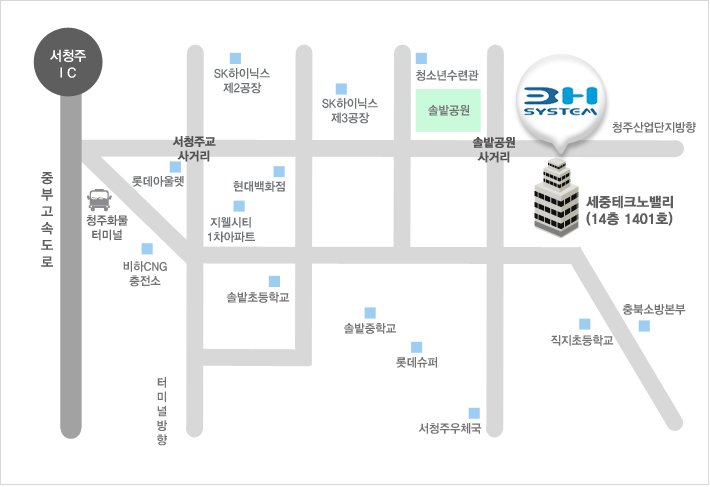 서청주
I C
SK하이닉스
제2공장
SK하이닉스
제3공장
청소년수련관
솔밭공원
3H
SYSTEM
청주산업단지방향
서청주교
사거리
솔밭공원
사거리
롯데아울렛
현대백화점
중부고속도로
청주화물
터미널
지웰시티
1차아파트
세중테크노밸리
(14층 1401호)
비하CNG
충전소
솔밭초등학교
솔밭중학교
충북소방본부
직지초등학교
롯데슈퍼
터미널방향
서청주우체국